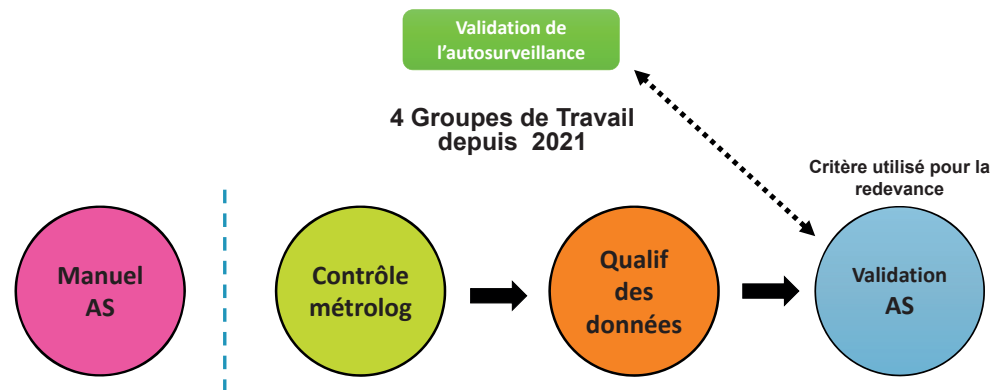 Validation de
l'autosurveillance
4 Groupes de Travail
depuis 2021
Critère utilisé pour la
redevance
Manuel
AS
Contrôle
métrolog
Qualif
des
données
Validation
AS